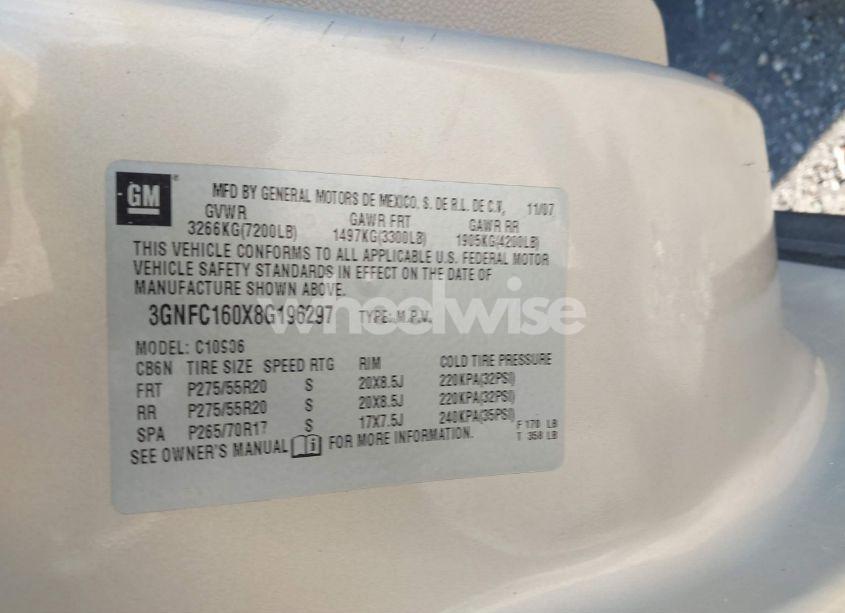 GM
MFD BY GENERAL MOTORS DE MEXICO, S. DE R.L. DE C.V. 11/07
GVWR GAWR FRT GAWR RR
3266KG(7200LB) 1497KG(3300LB) 1905KG(4200LB)
THIS VEHICLE CONFORMS TO ALL APPLICABLE U.S. FEDERAL MOTOR
VEHICLE SAFETY STANDARDS IN EFFECT ON THE DATE OF
MANUFACTURE SHOWN ABOVE.
3GNFC160X8G196297 TYPE: M.P.V.
wheelwise
MODEL: C10906
CB6N TIRE SIZE SPEED RTG RIM COLD TIRE PRESSURE
FRT P275/55R20 S 20X8.5J 220KPA(32PSI)
RR P275/55R20 S 20X8.5J 220KPA(32PSI)
SPA P265/70R17 S 17X7.5J 240KPA(35PSI)
F 170 LB
T 358 LB
SEE OWNER'S MANUAL i FOR MORE INFORMATION.